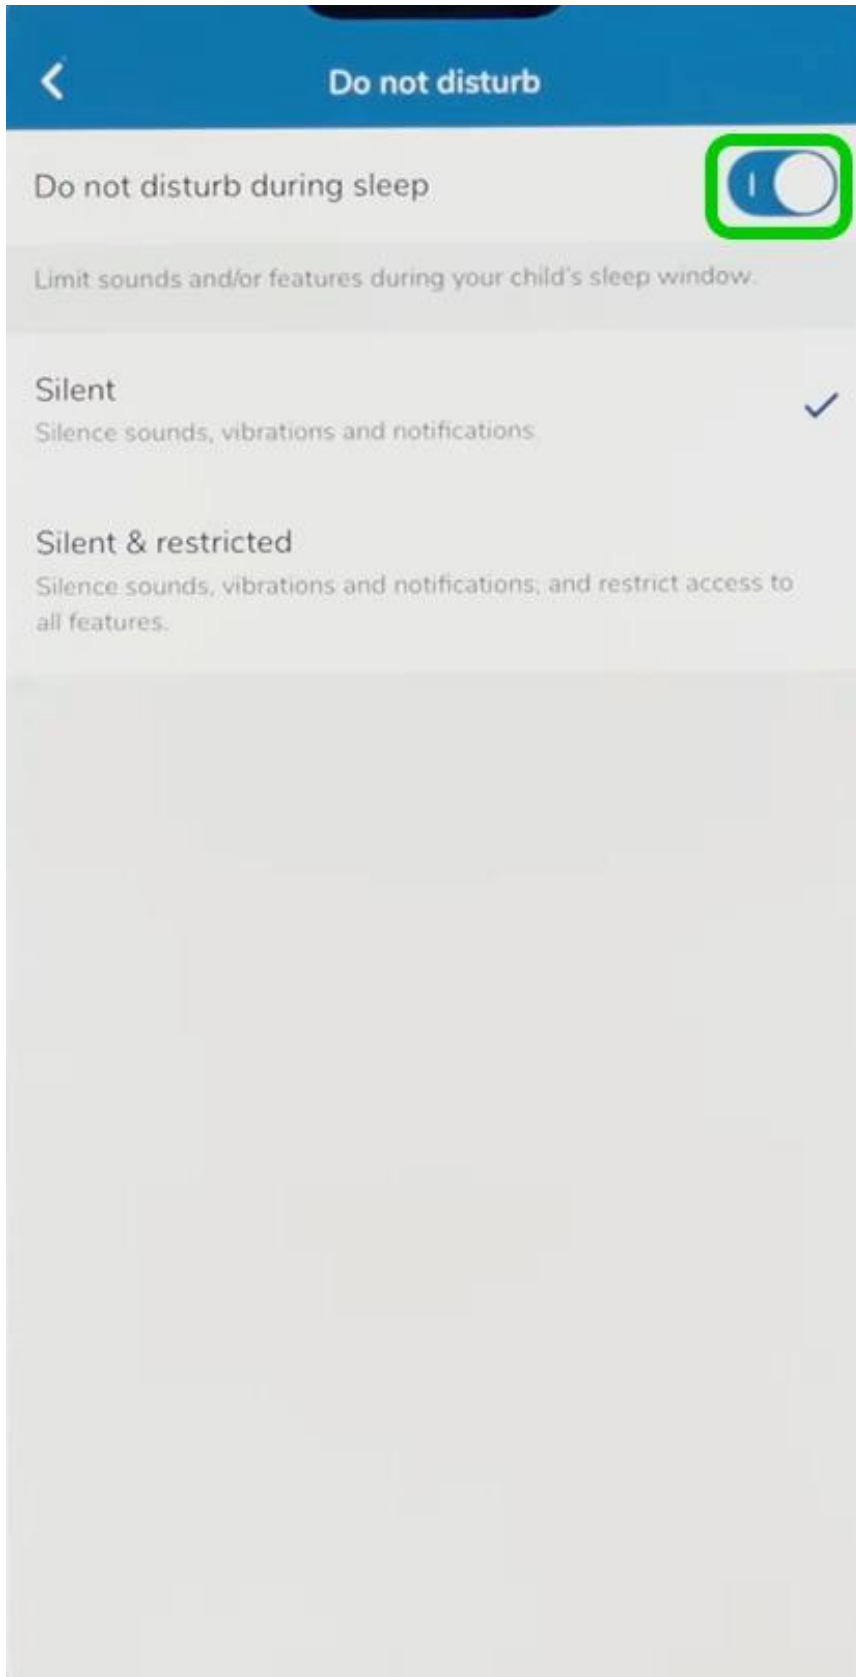 Do not disturb
Do not disturb during sleep
Limit sounds and/or features during your child's sleep window.
Silent
Silence sounds, vibrations and notifications.
Silent & restricted
Silence sounds, vibrations and notifications; and restrict access to
all features.